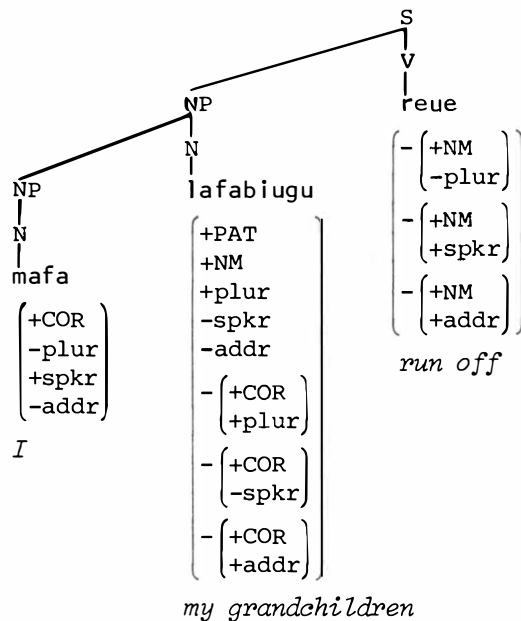 S
V
reue
NP
N
lafabiugu
NP
N
mafa
+COR
-plur
+spkr
-addr
I
+PAT
+NM
+plur
-spkr
-addr
- +COR
+plur
- +COR
-spkr
- +COR
+addr
my grandchildren
- +NM
-plur
- +NM
+spkr
- +NM
+addr
run off